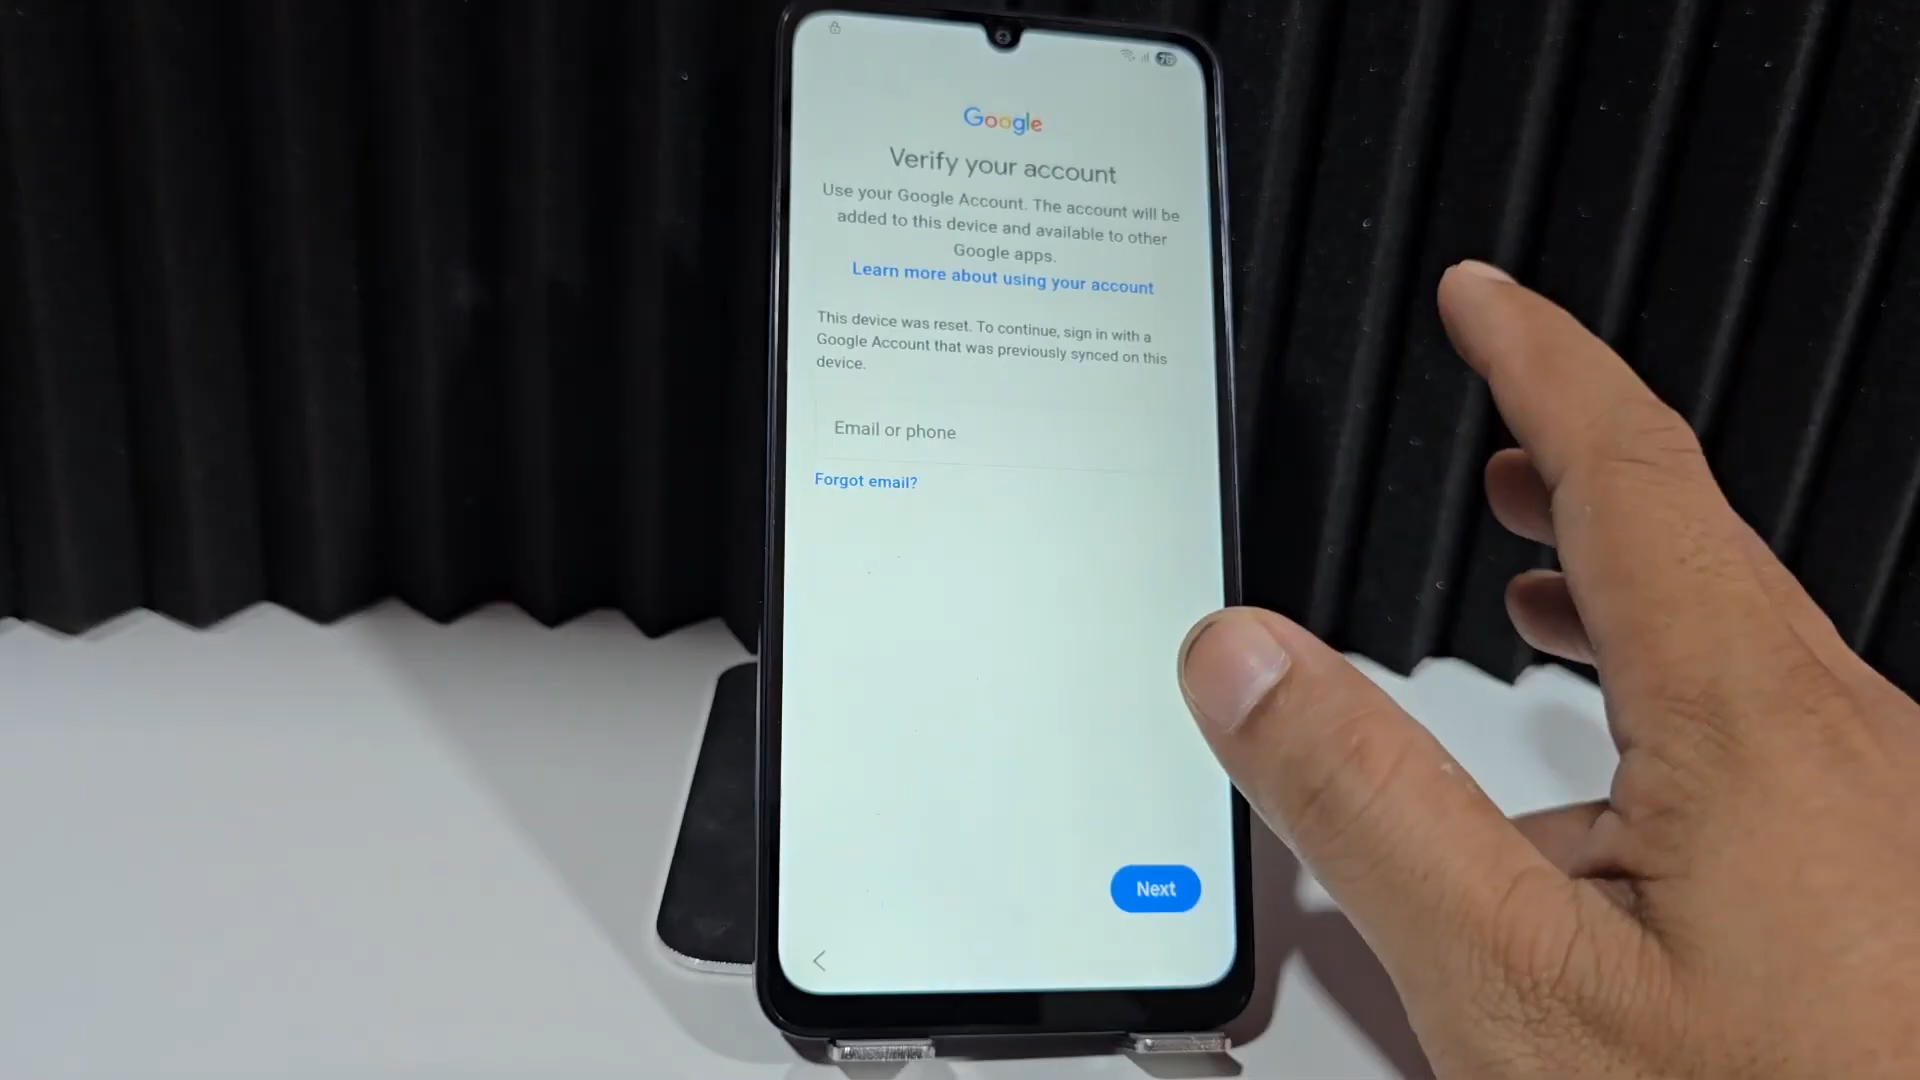 76
Google
Verify your account
Use your Google Account. The account will be
added to this device and available to other
Google apps.
Learn more about using your account
This device was reset. To continue, sign in with a
Google Account that was previously synced on this
device.
Email or phone
Forgot email?
Next